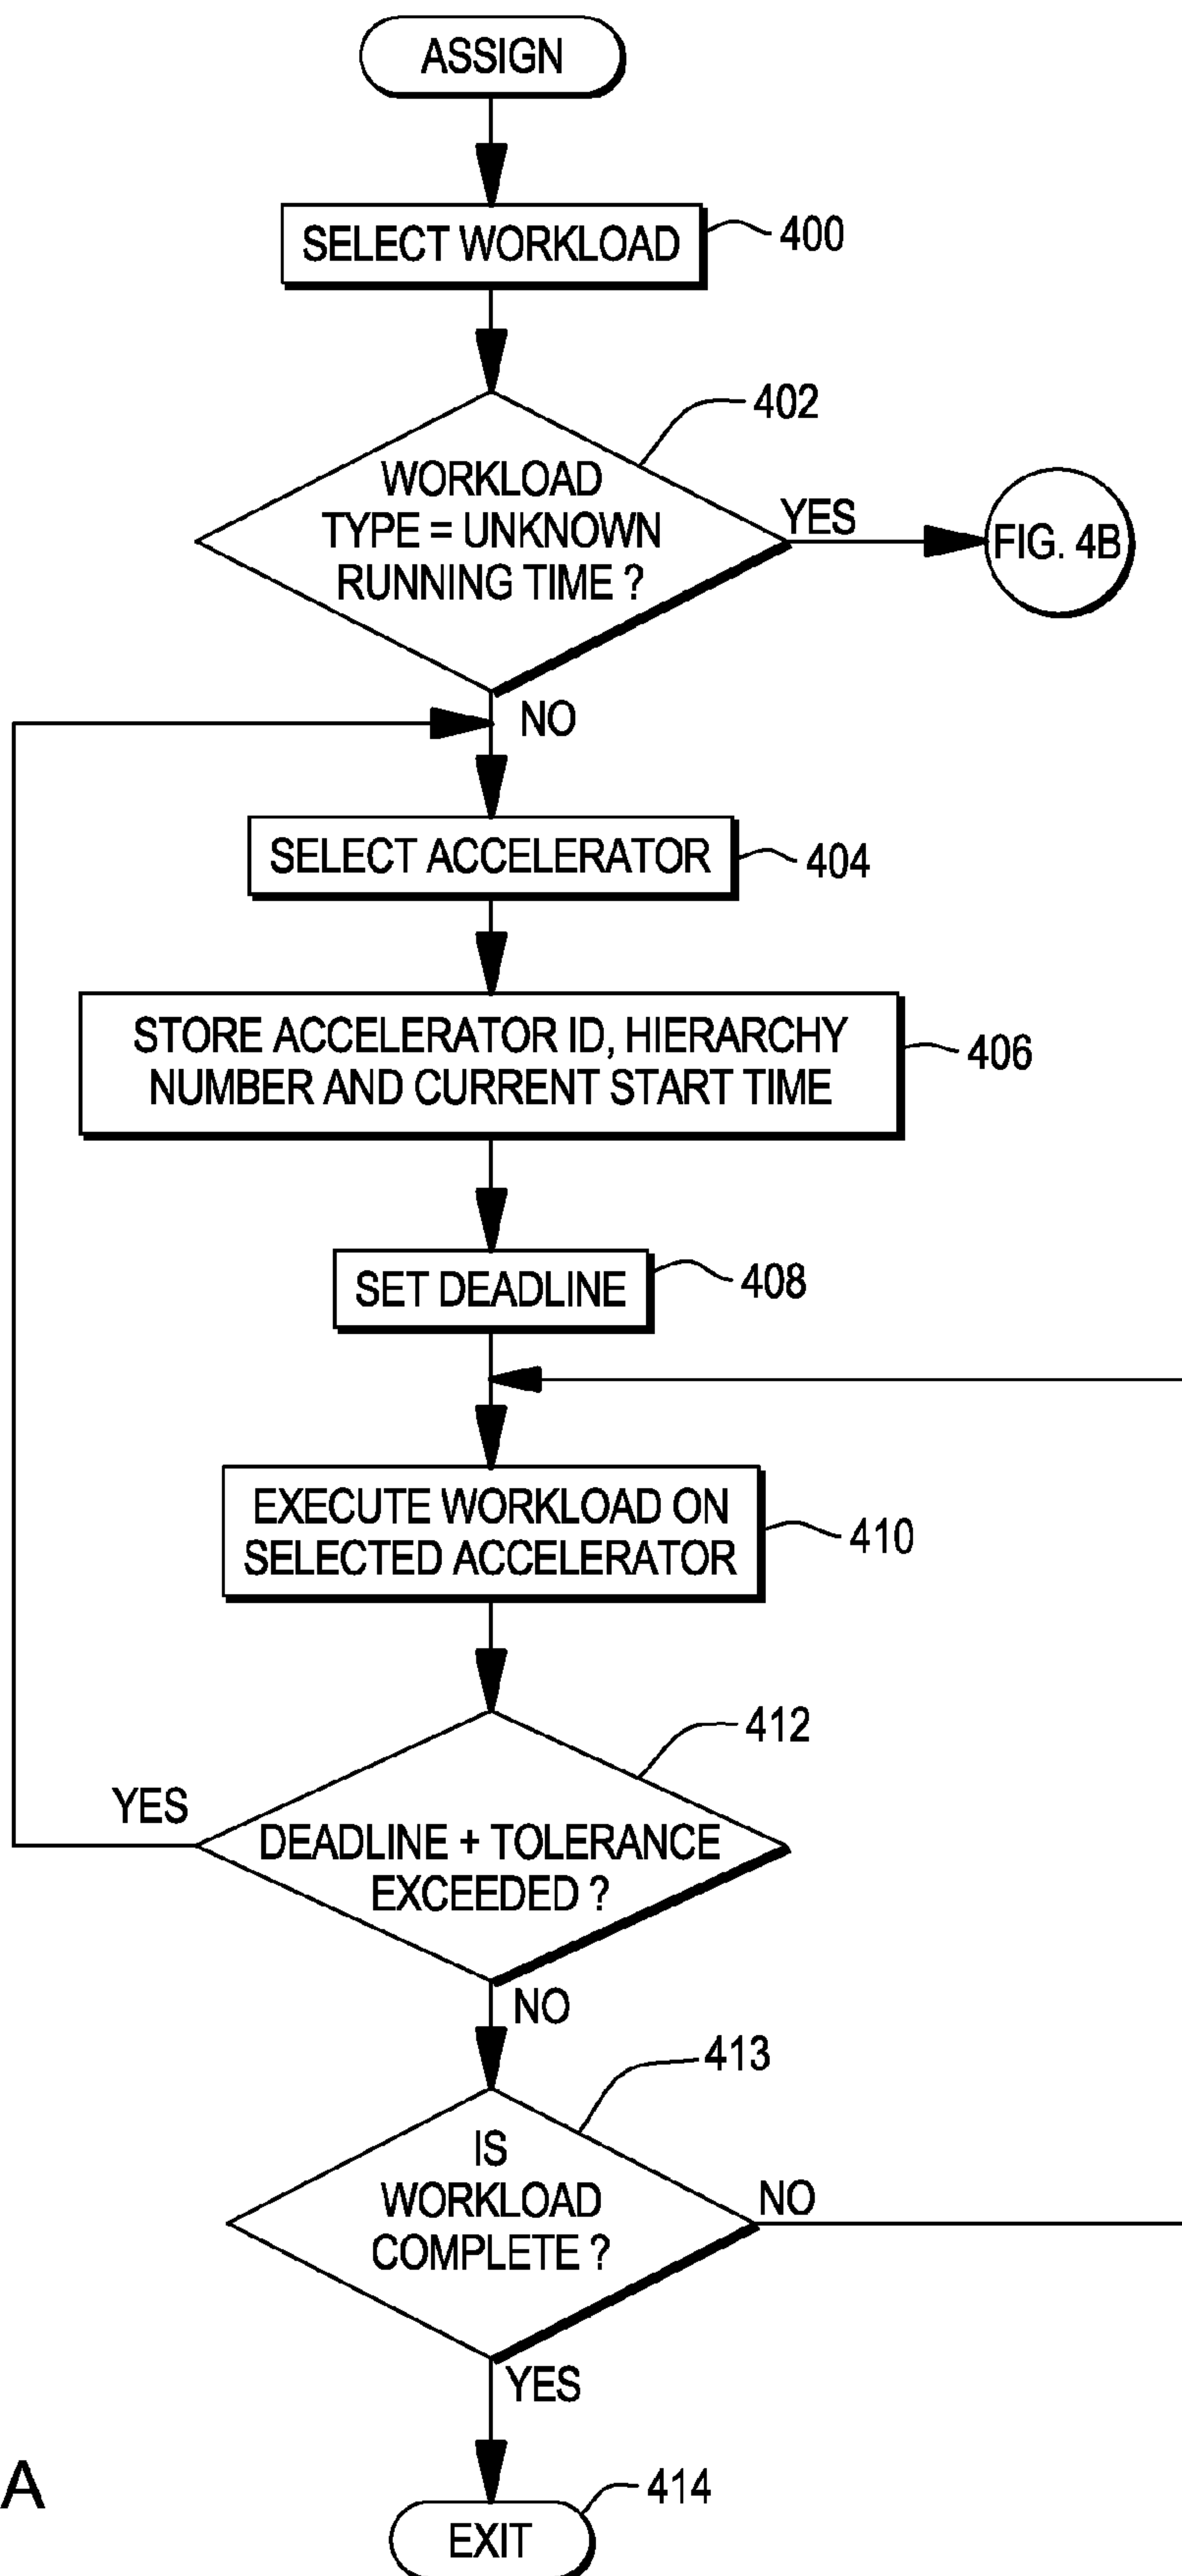 ASSIGN
SELECT WORKLOAD
400
402
WORKLOAD
TYPE = UNKNOWN
RUNNING TIME ?
YES
FIG. 4B
NO
SELECT ACCELERATOR
404
STORE ACCELERATOR ID, HIERARCHY
NUMBER AND CURRENT START TIME
406
SET DEADLINE
408
EXECUTE WORKLOAD ON
SELECTED ACCELERATOR
410
412
YES
DEADLINE + TOLERANCE
EXCEEDED ?
NO
413
IS
WORKLOAD
COMPLETE ?
NO
YES
A
414
EXIT